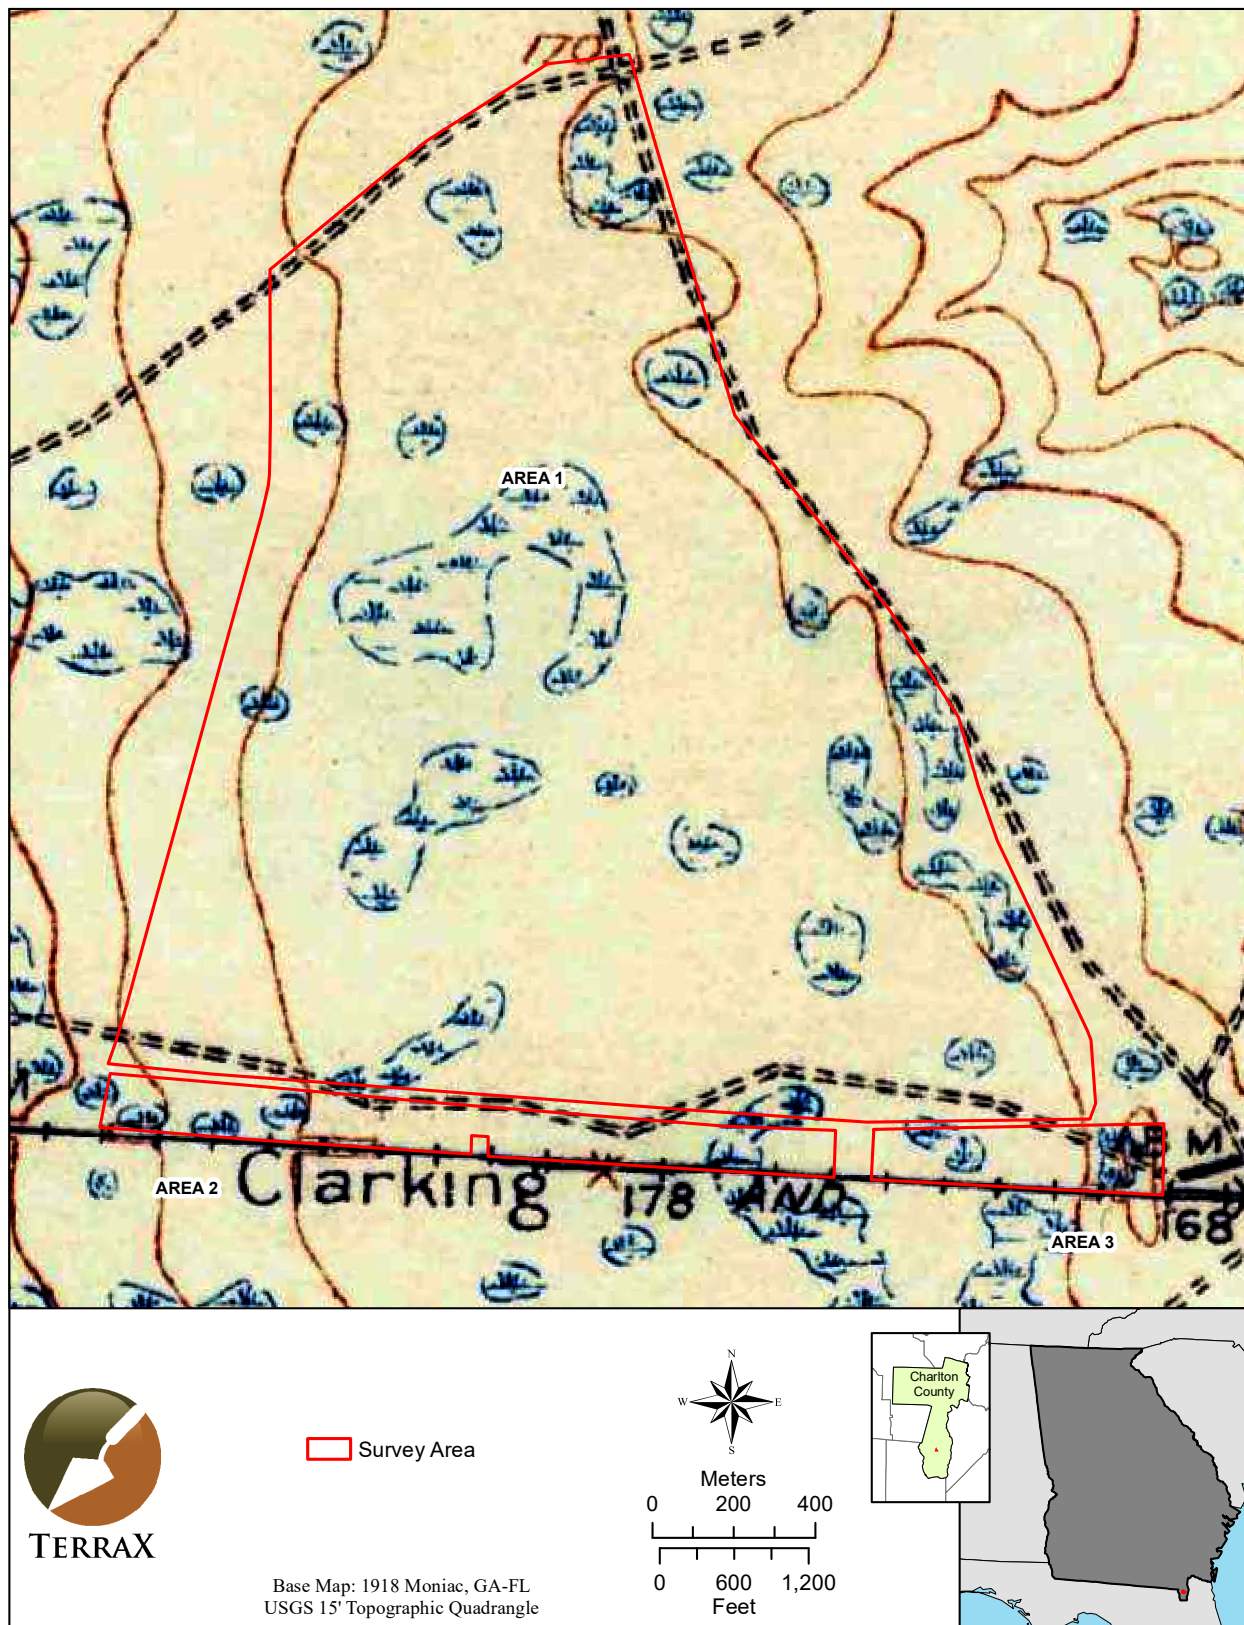 170
AREA 1
AREA 2
Clarking
178
AND
E M
AREA 3
168
TERRAX
Survey Area
Base Map: 1918 Moniac, GA-FL
USGS 15' Topographic Quadrangle
N
W
E
S
Meters
0 200 400
0 600 1,200
Feet
Charlton
County